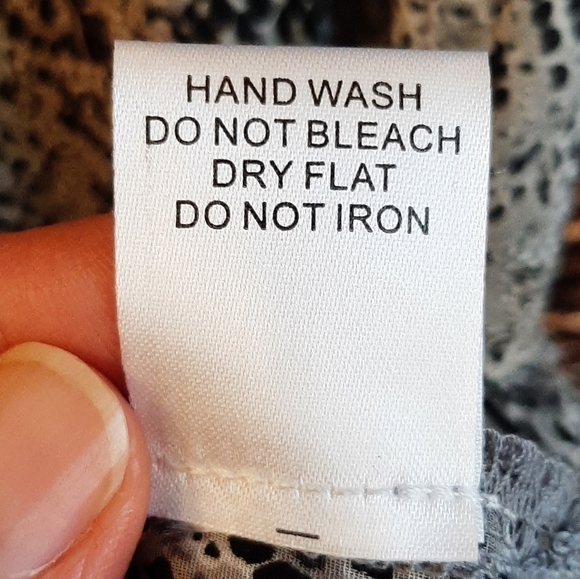 HAND WASH
DO NOT BLEACH
DRY FLAT
DO NOT IRON